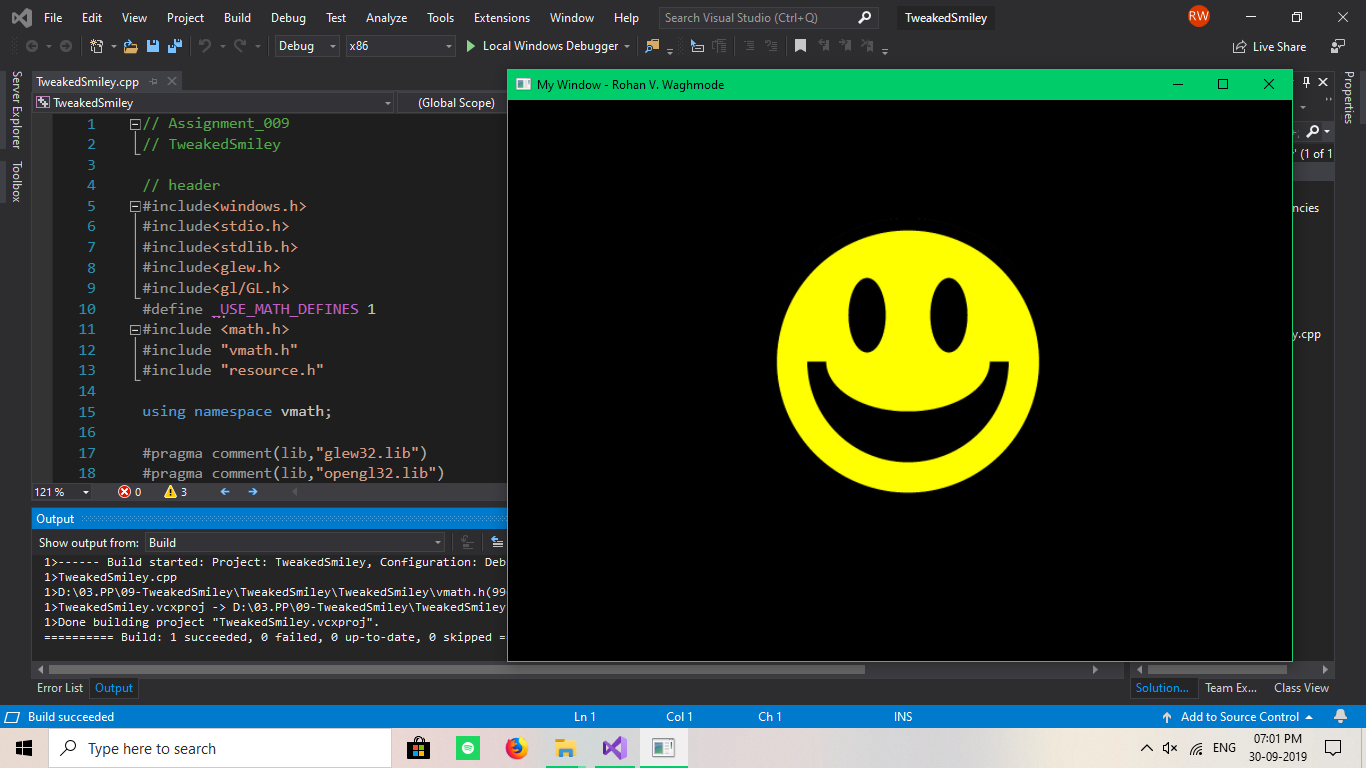 File Edit View Project Build Debug Test Analyze Tools Extensions Window Help Search Visual Studio (Ctrl+Q) TweakedSmiley RW
Debug x86 Local Windows Debugger Live Share
Server Explorer
Toolbox
TweakedSmiley.cpp
TweakedSmiley (Global Scope)
1 // Assignment_009
2 // TweakedSmiley
3
4 // header
5 #include<windows.h>
6 #include<stdio.h>
7 #include<stdlib.h>
8 #include<glew.h>
9 #include<gl/GL.h>
10 #define _USE_MATH_DEFINES 1
11 #include <math.h>
12 #include "vmath.h"
13 #include "resource.h"
14
15 using namespace vmath;
16
17 #pragma comment(lib,"glew32.lib")
18 #pragma comment(lib,"opengl32.lib")
121 % 0 3
My Window - Rohan V. Waghmode
Properties
' (1 of 1
ncies
y.cpp
Output
Show output from: Build
1>------ Build started: Project: TweakedSmiley, Configuration: Deb
1>TweakedSmiley.cpp
1>D:\03.PP\09-TweakedSmiley\TweakedSmiley\TweakedSmiley\vmath.h(99
1>TweakedSmiley.vcxproj -> D:\03.PP\09-TweakedSmiley\TweakedSmiley
1>Done building project "TweakedSmiley.vcxproj".
========== Build: 1 succeeded, 0 failed, 0 up-to-date, 0 skipped =
Error List Output Solution... Team Ex... Class View
Build succeeded Ln 1 Col 1 Ch 1 INS Add to Source Control
Type here to search ENG 07:01 PM
30-09-2019